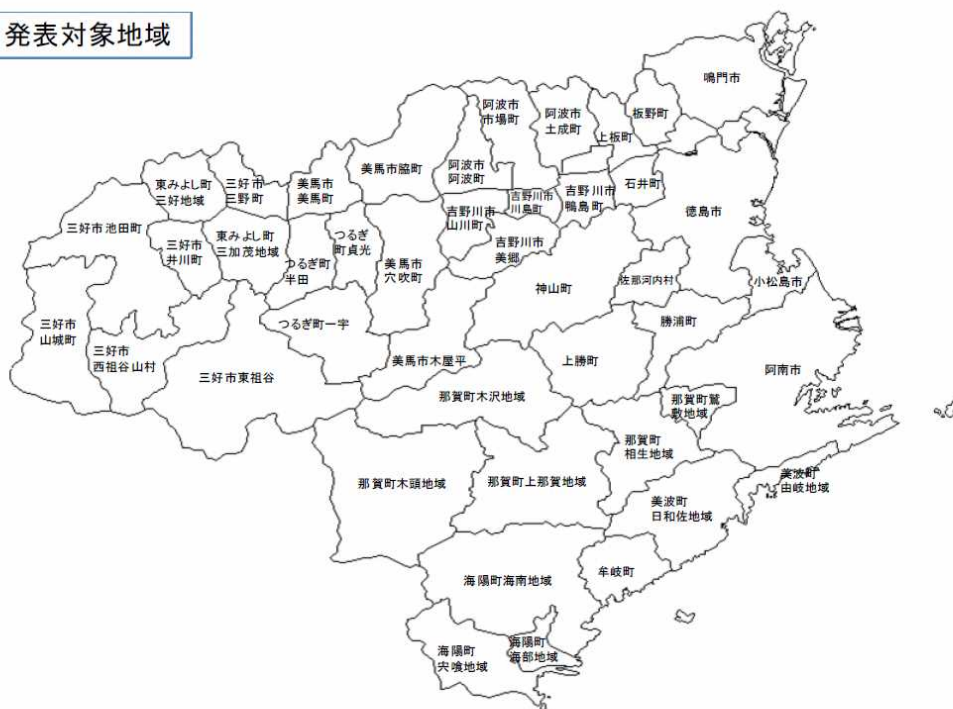 発表対象地域
鳴門市
阿波市
市場町
阿波市
土成町
上板町
板野町
美馬市脇町
阿波市
阿波町
東みよし町
三好地域
三好市
三野町
美馬市
美馬町
吉野川市
山川町
吉野川市
川島町
吉野川市
鴨島町
石井町
徳島市
三好市池田町
三好市
井川町
東みよし町
三加茂地域
つるぎ町
半田
つるぎ
町貞光
美馬市
穴吹町
吉野川市
美郷
神山町
佐那河内村
小松島市
三好市
山城町
三好市
西祖谷山村
三好市東祖谷
つるぎ町一宇
美馬市木屋平
上勝町
勝浦町
阿南市
那賀町木沢地域
那賀町鷲
敷地域
那賀町
相生地域
那賀町木頭地域
那賀町上那賀地域
美波町
日和佐地域
美波町
由岐地域
海陽町海南地域
牟岐町
海陽町
宍喰地域
海陽町
海部地域